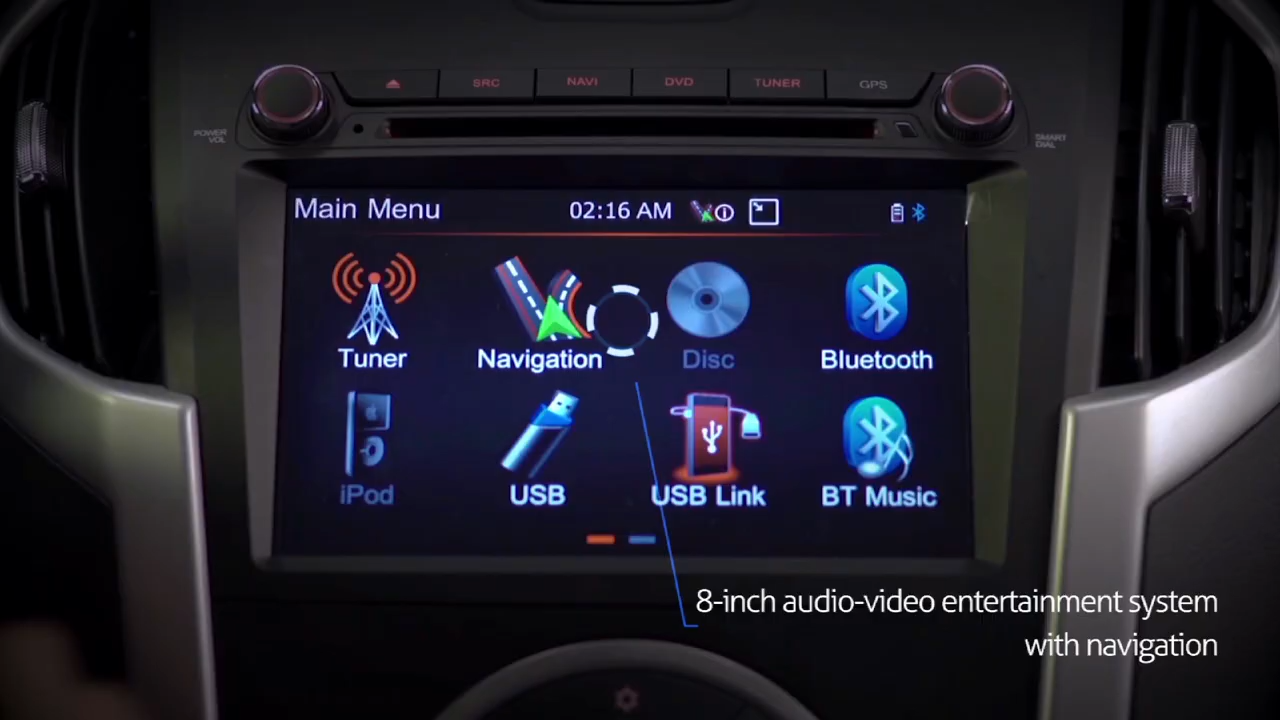 SRC NAVI DVD TUNER GPS
POWER
VOL
SMART
DIAL
Main Menu 02:16 AM
Tuner Navigation Disc Bluetooth
iPod USB USB Link BT Music
8-inch audio-video entertainment system
with navigation